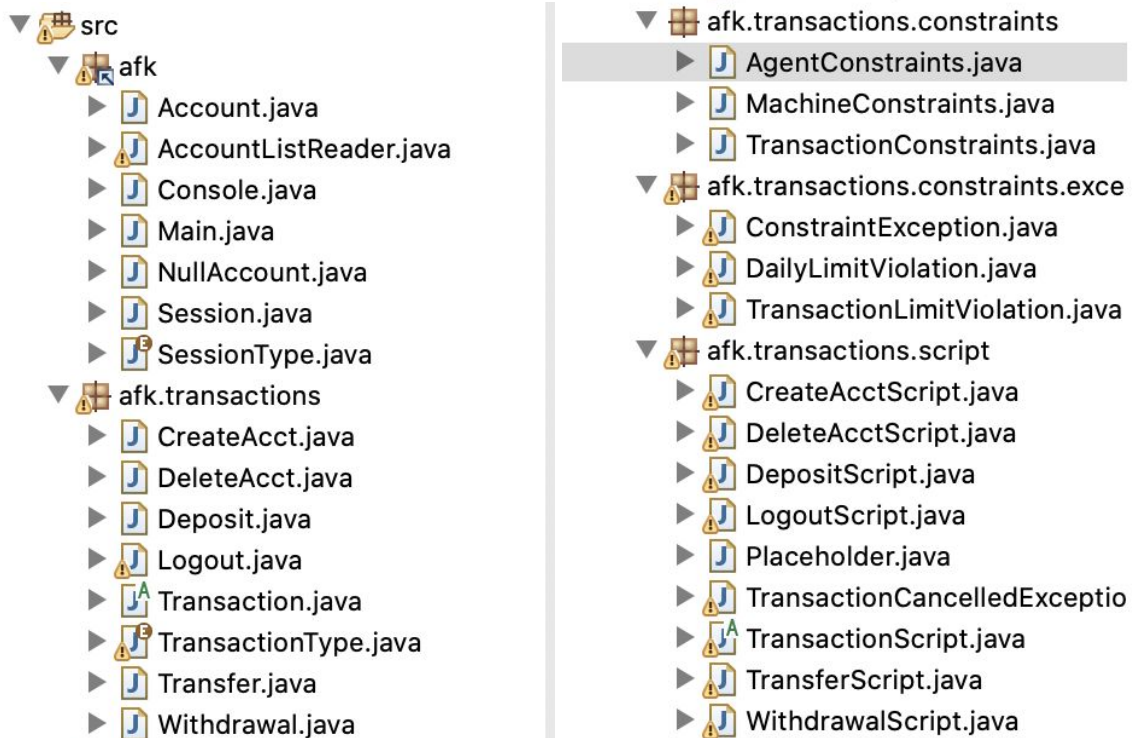 src
afk
Account.java
AccountListReader.java
Console.java
Main.java
NullAccount.java
Session.java
SessionType.java
afk.transactions
CreateAcct.java
DeleteAcct.java
Deposit.java
Logout.java
Transaction.java
TransactionType.java
Transfer.java
Withdrawal.java
afk.transactions.constraints
AgentConstraints.java
MachineConstraints.java
TransactionConstraints.java
afk.transactions.constraints.exce
ConstraintException.java
DailyLimitViolation.java
TransactionLimitViolation.java
afk.transactions.script
CreateAcctScript.java
DeleteAcctScript.java
DepositScript.java
LogoutScript.java
Placeholder.java
TransactionCancelledExceptio
TransactionScript.java
TransferScript.java
WithdrawalScript.java